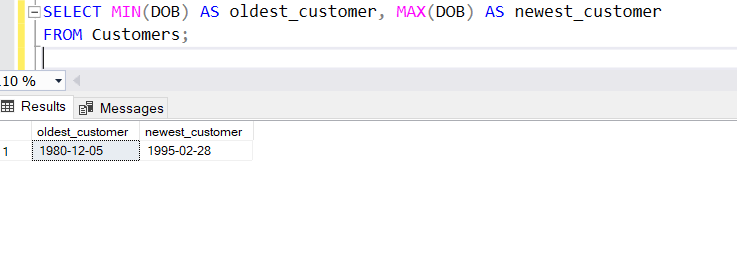 SELECT MIN(DOB) AS oldest_customer, MAX(DOB) AS newest_customer
FROM Customers;
.10 %
Results Messages
oldest_customer newest_customer
1 1980-12-05 1995-02-28